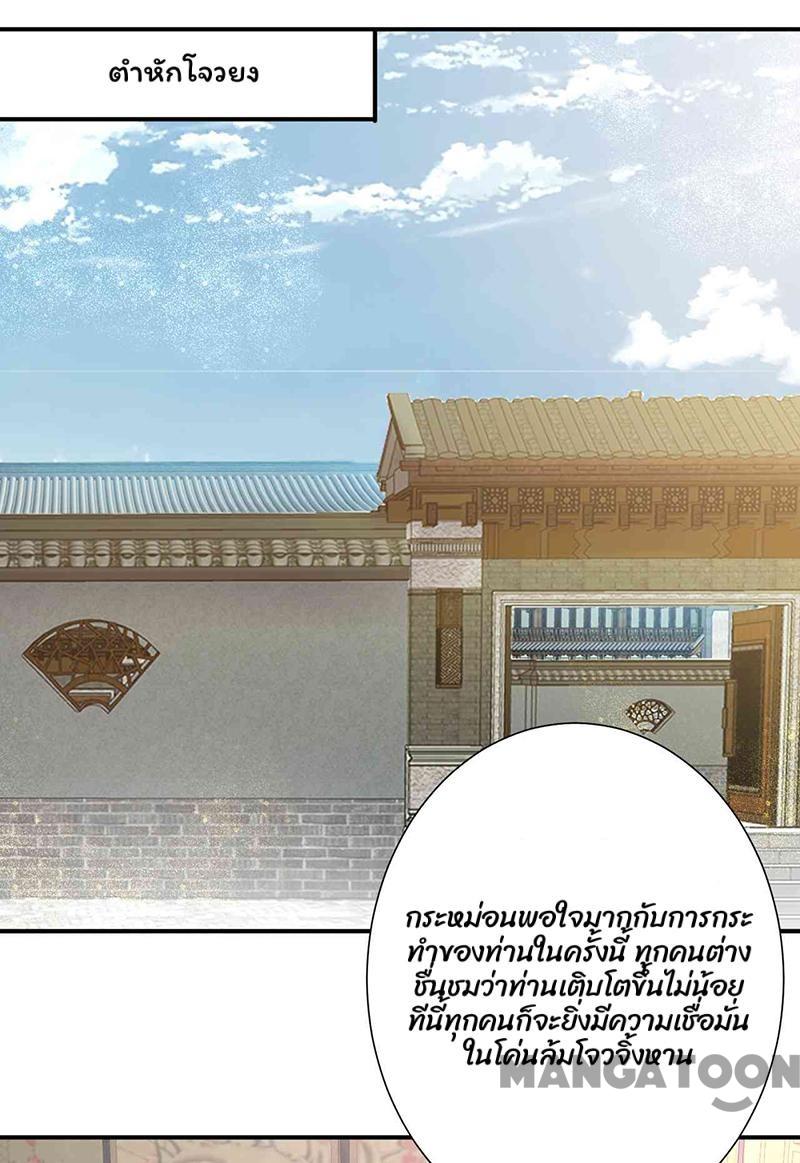 ตำหักโจวยง
กระหม่อนพอใจมากกับการกระ
ทำของท่านในครั้งนี้ ทุกคนต่าง
ชื่นชมว่าท่านเติบโตขึ้นไม่น้อย
ทีนี้ทุกคนก็จะยิ่งมีความเชื่อมั่น
ในโค่นล้มโจวจิ้งหาน
MANGATOON